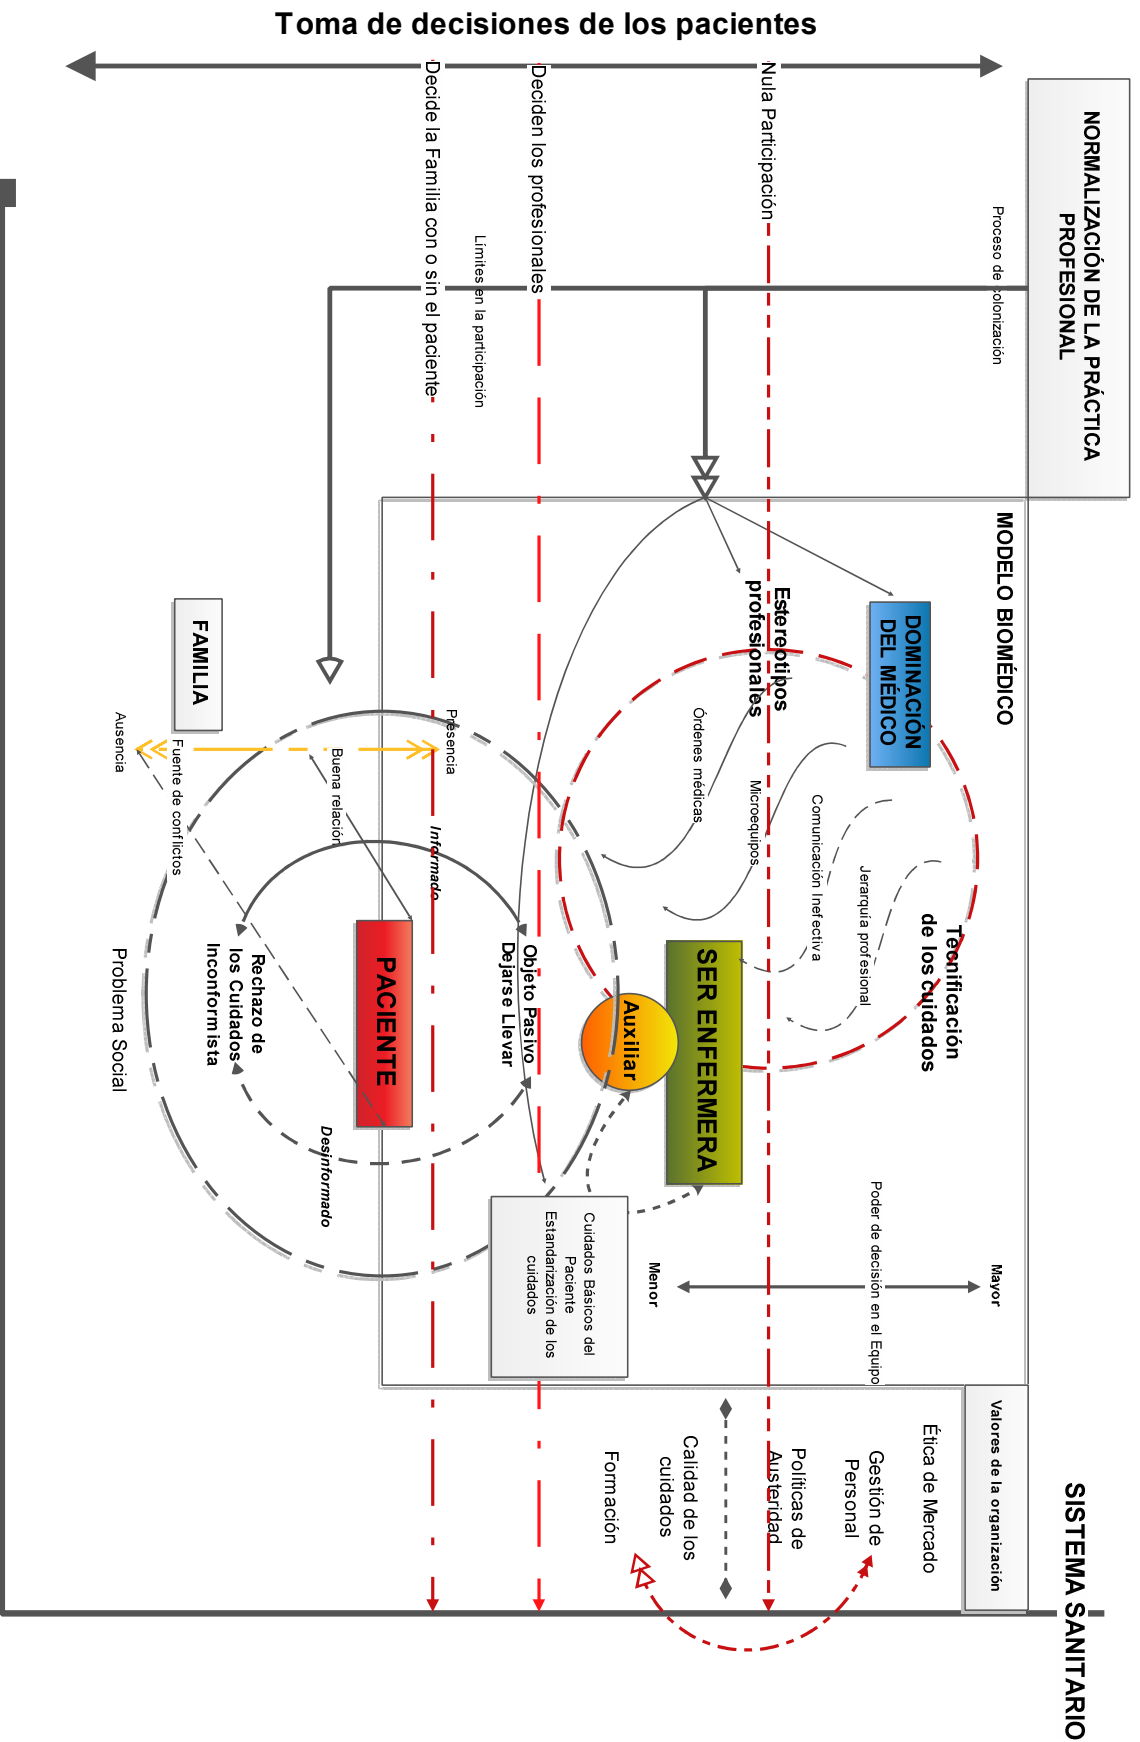 Toma de decisiones de los pacientes
SISTEMA SANITARIO
NORMALIZACIÓN DE LA PRÁCTICA
PROFESIONAL
Proceso de colonización
MODELO BIOMÉDICO
Mayor
Valores de la organización
DOMINACIÓN
DEL MÉDICO
Tecnificación
de los cuidados
Ética de Mercado
Jerarquía profesional
Poder de decisión en el Equipo
Gestión de
Personal
Comunicación Inefectiva
Nula Participación
Estereotipos
profesionales
Microequipos
Políticas de
Austeridad
Órdenes médicas
SER ENFERMERA
Menor
Calidad de los
cuidados
Auxiliar
Formación
Cuidados Básicos del
Paciente
Estandarización de los
cuidados
Deciden los profesionales
Objeto Pasivo
Dejarse Llevar
Límites en la participación
Presencia
Decide la Familia con o sin el paciente
Informado
PACIENTE
Buena relación
Desinformado
Rechazo de
los Cuidados
Inconformista
FAMILIA
Fuente de conflictos
Ausencia
Problema Social